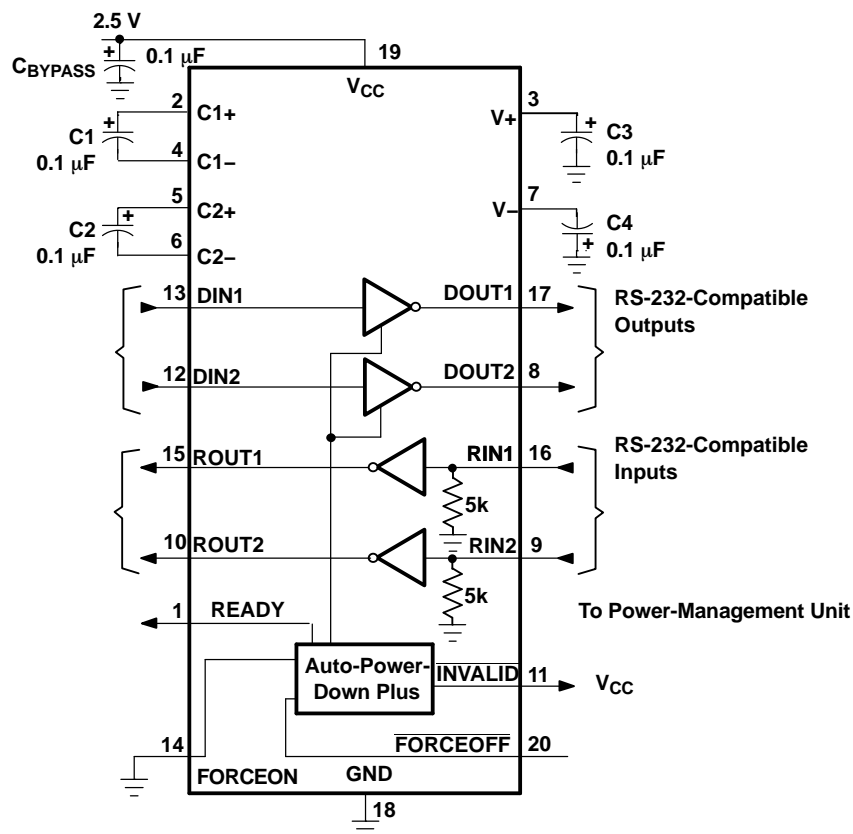 2.5 V
CBYPASS
0.1 µF
19
VCC
2
C1+
3
V+
C1
0.1 µF
4
C1−
C3
0.1 µF
5
C2+
7
V−
C2
0.1 µF
6
C2−
C4
0.1 µF
13
DIN1
DOUT1
17
RS-232-Compatible
Outputs
12
DIN2
DOUT2
8
15
ROUT1
RIN1
16
RS-232-Compatible
Inputs
5k
10
ROUT2
RIN2
9
5k
1
READY
To Power-Management Unit
Auto-Power-
Down Plus
INVALID
11
VCC
14
FORCEOFF
20
FORCEON
GND
18